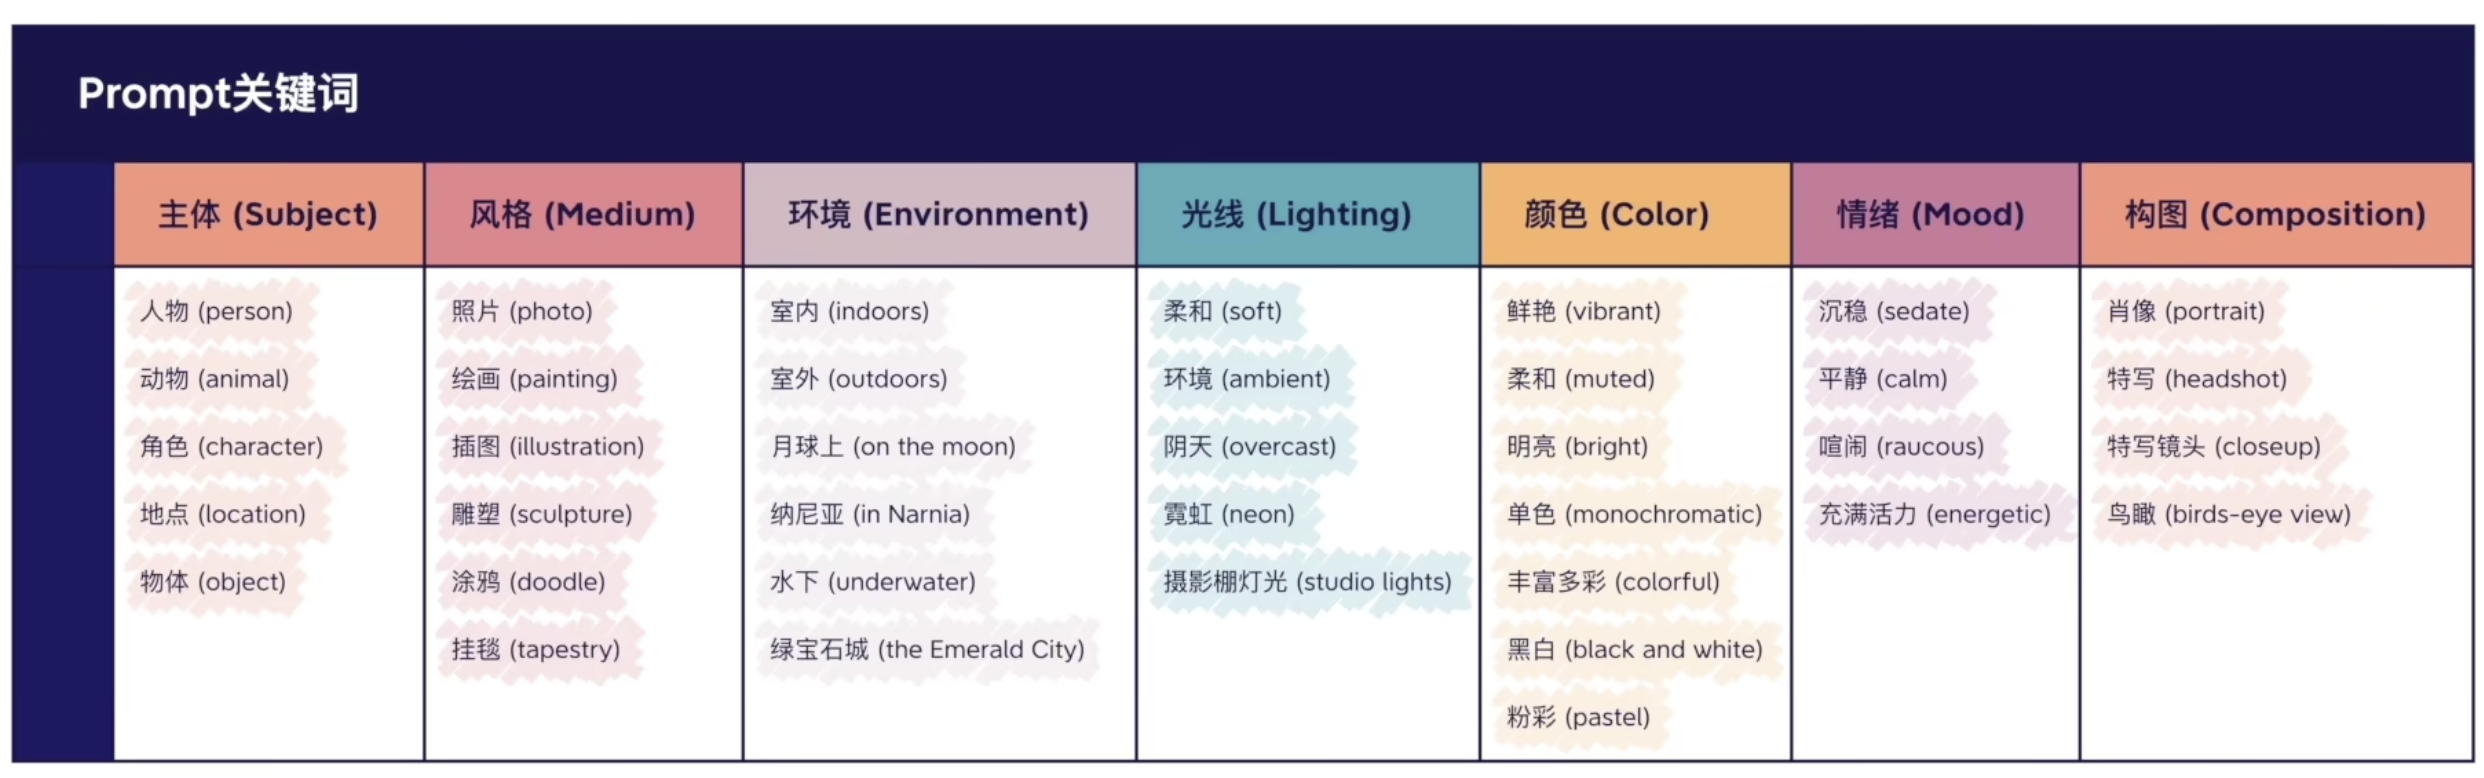 Prompt关键词
主体 (Subject)
人物 (person)
动物 (animal)
角色 (character)
地点 (location)
物体 (object)
风格 (Medium)
照片 (photo)
绘画 (painting)
插图 (illustration)
雕塑 (sculpture)
涂鸦 (doodle)
挂毯 (tapestry)
环境 (Environment)
室内 (indoors)
室外 (outdoors)
月球上 (on the moon)
纳尼亚 (in Narnia)
水下 (underwater)
绿宝石城 (the Emerald City)
光线 (Lighting)
柔和 (soft)
环境 (ambient)
阴天 (overcast)
霓虹 (neon)
摄影棚灯光 (studio lights)
颜色 (Color)
鲜艳 (vibrant)
柔和 (muted)
明亮 (bright)
单色 (monochromatic)
丰富多彩 (colorful)
黑白 (black and white)
粉彩 (pastel)
情绪 (Mood)
沉稳 (sedate)
平静 (calm)
喧闹 (raucous)
充满活力 (energetic)
构图 (Composition)
肖像 (portrait)
特写 (headshot)
特写镜头 (closeup)
鸟瞰 (birds-eye view)